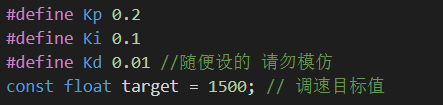 #define Kp 0.2
#define Ki 0.1
#define Kd 0.01 //随便设的 请勿模仿
const float target = 1500; // 调速目标值